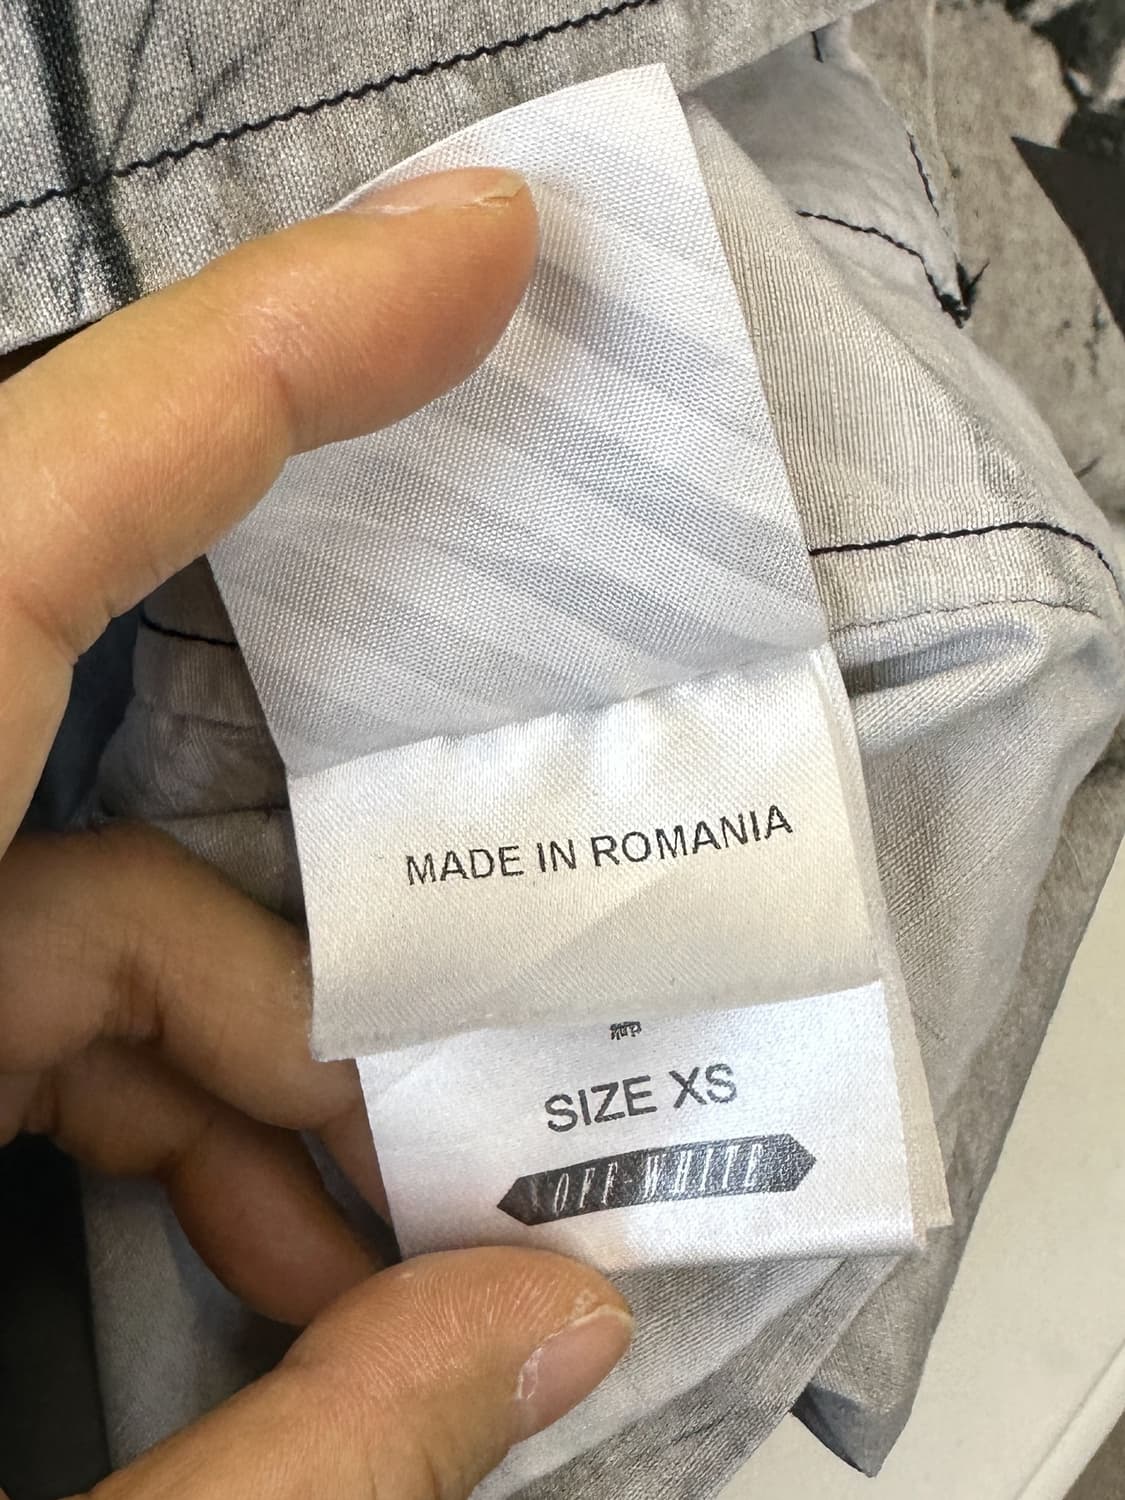 MADE IN ROMANIA
SIZE XS
OFF-WHITE